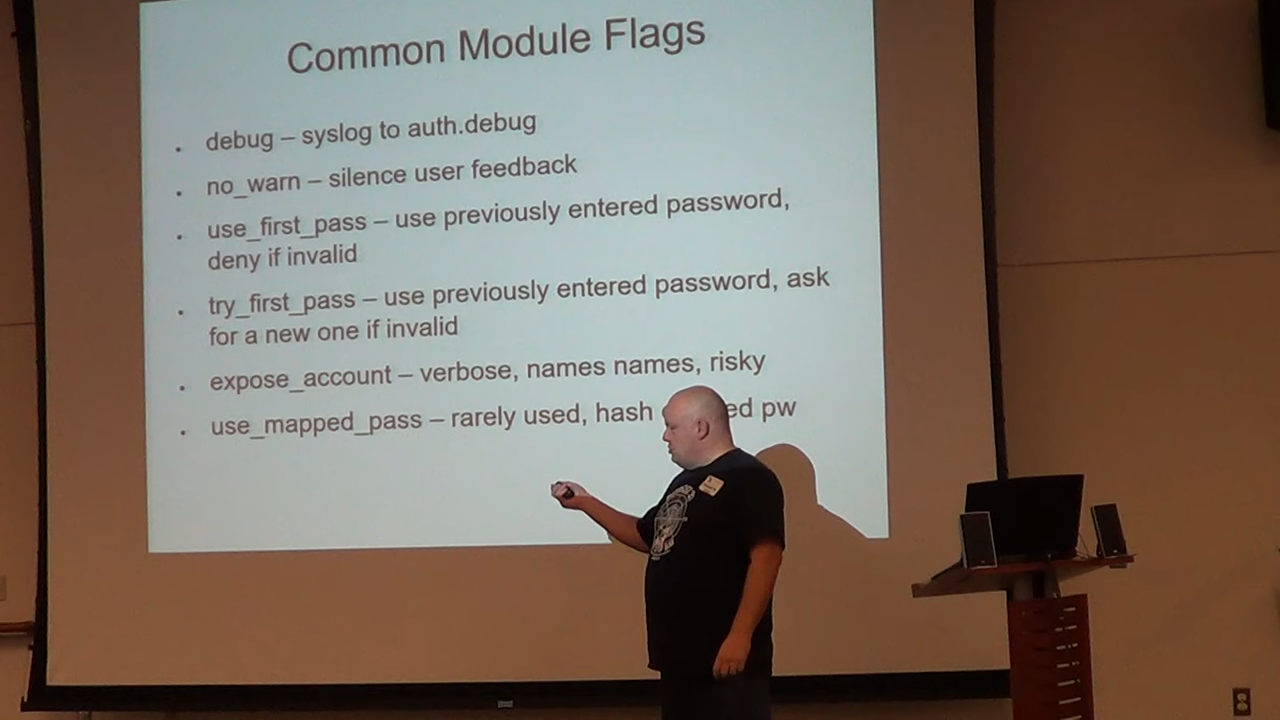 Common Module Flags
. debug – syslog to auth.debug
. no_warn – silence user feedback
. use_first_pass – use previously entered password,
deny if invalid
. try_first_pass – use previously entered password, ask
for a new one if invalid
. expose_account – verbose, names names, risky
. use_mapped_pass – rarely used, hash ed pw